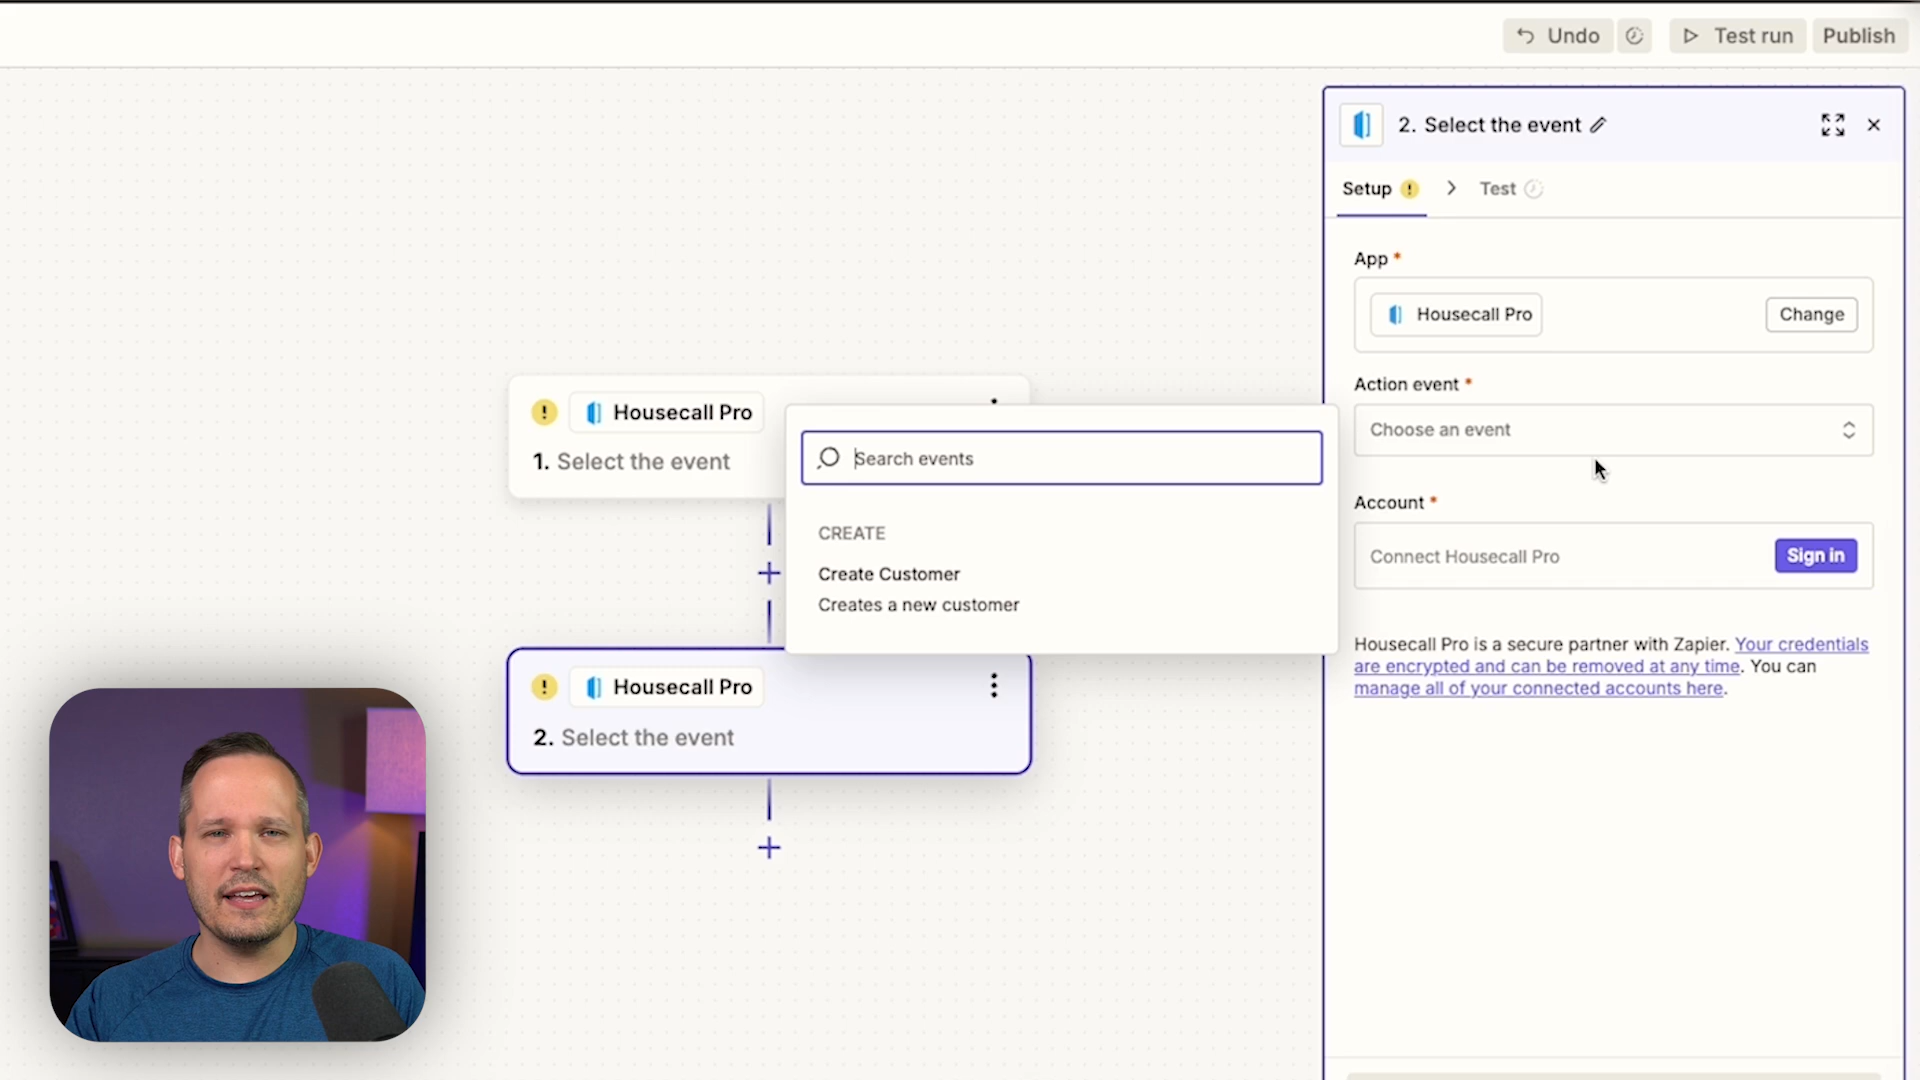 Undo
Test run
Publish
2. Select the event
Setup
Test
App *
Housecall Pro
Change
Action event *
Choose an event
Account *
Connect Housecall Pro
Sign in
Housecall Pro is a secure partner with Zapier. Your credentials
are encrypted and can be removed at any time. You can
manage all of your connected accounts here.
Housecall Pro
1. Select the event
Search events
CREATE
Create Customer
Creates a new customer
Housecall Pro
2. Select the event